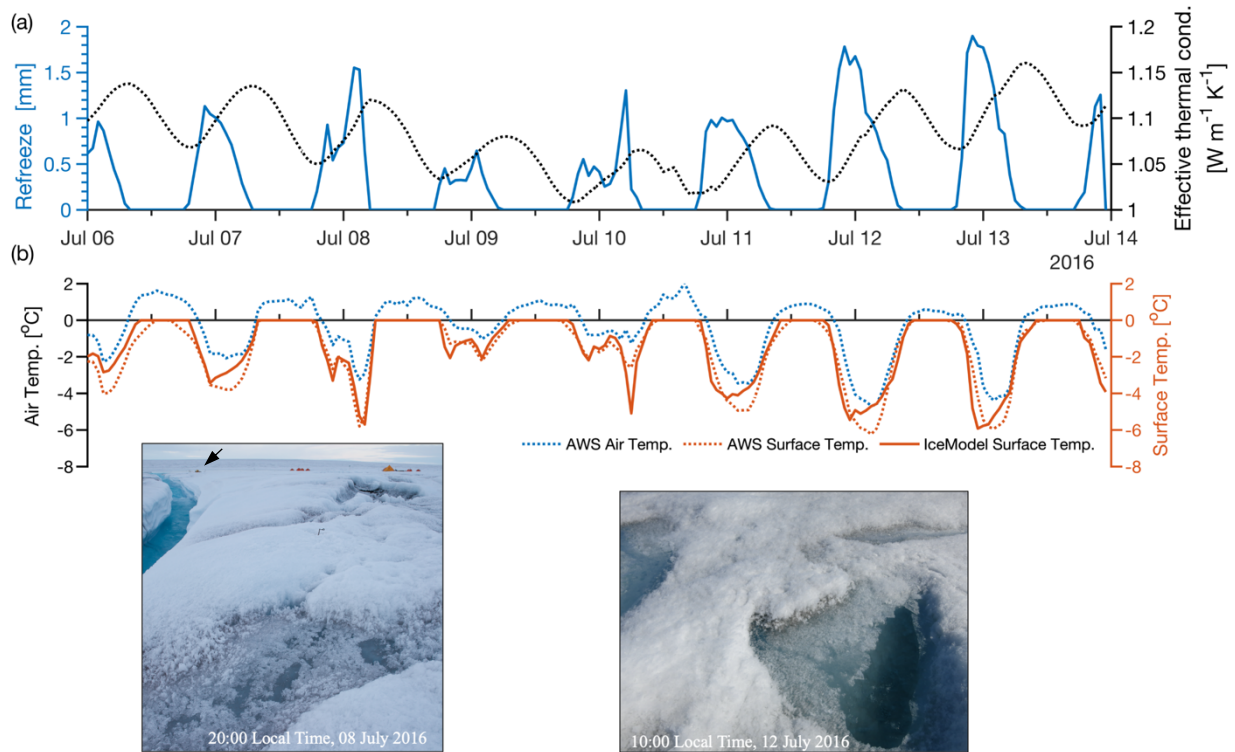 (a)
2
1.5
1
0.5
0
Refreeze [mm]
1.2
1.15
1.1
1.05
1
Effective thermal cond.
[W m⁻¹ K⁻¹]
Jul 06 Jul 07 Jul 08 Jul 09 Jul 10 Jul 11 Jul 12 Jul 13 Jul 14
2016
(b)
2
0
-2
-4
-6
-8
Air Temp. [°C]
2
0
-2
-4
-6
-8
Surface Temp. [°C]
AWS Air Temp. AWS Surface Temp. IceModel Surface Temp.
20:00 Local Time, 08 July 2016
10:00 Local Time, 12 July 2016